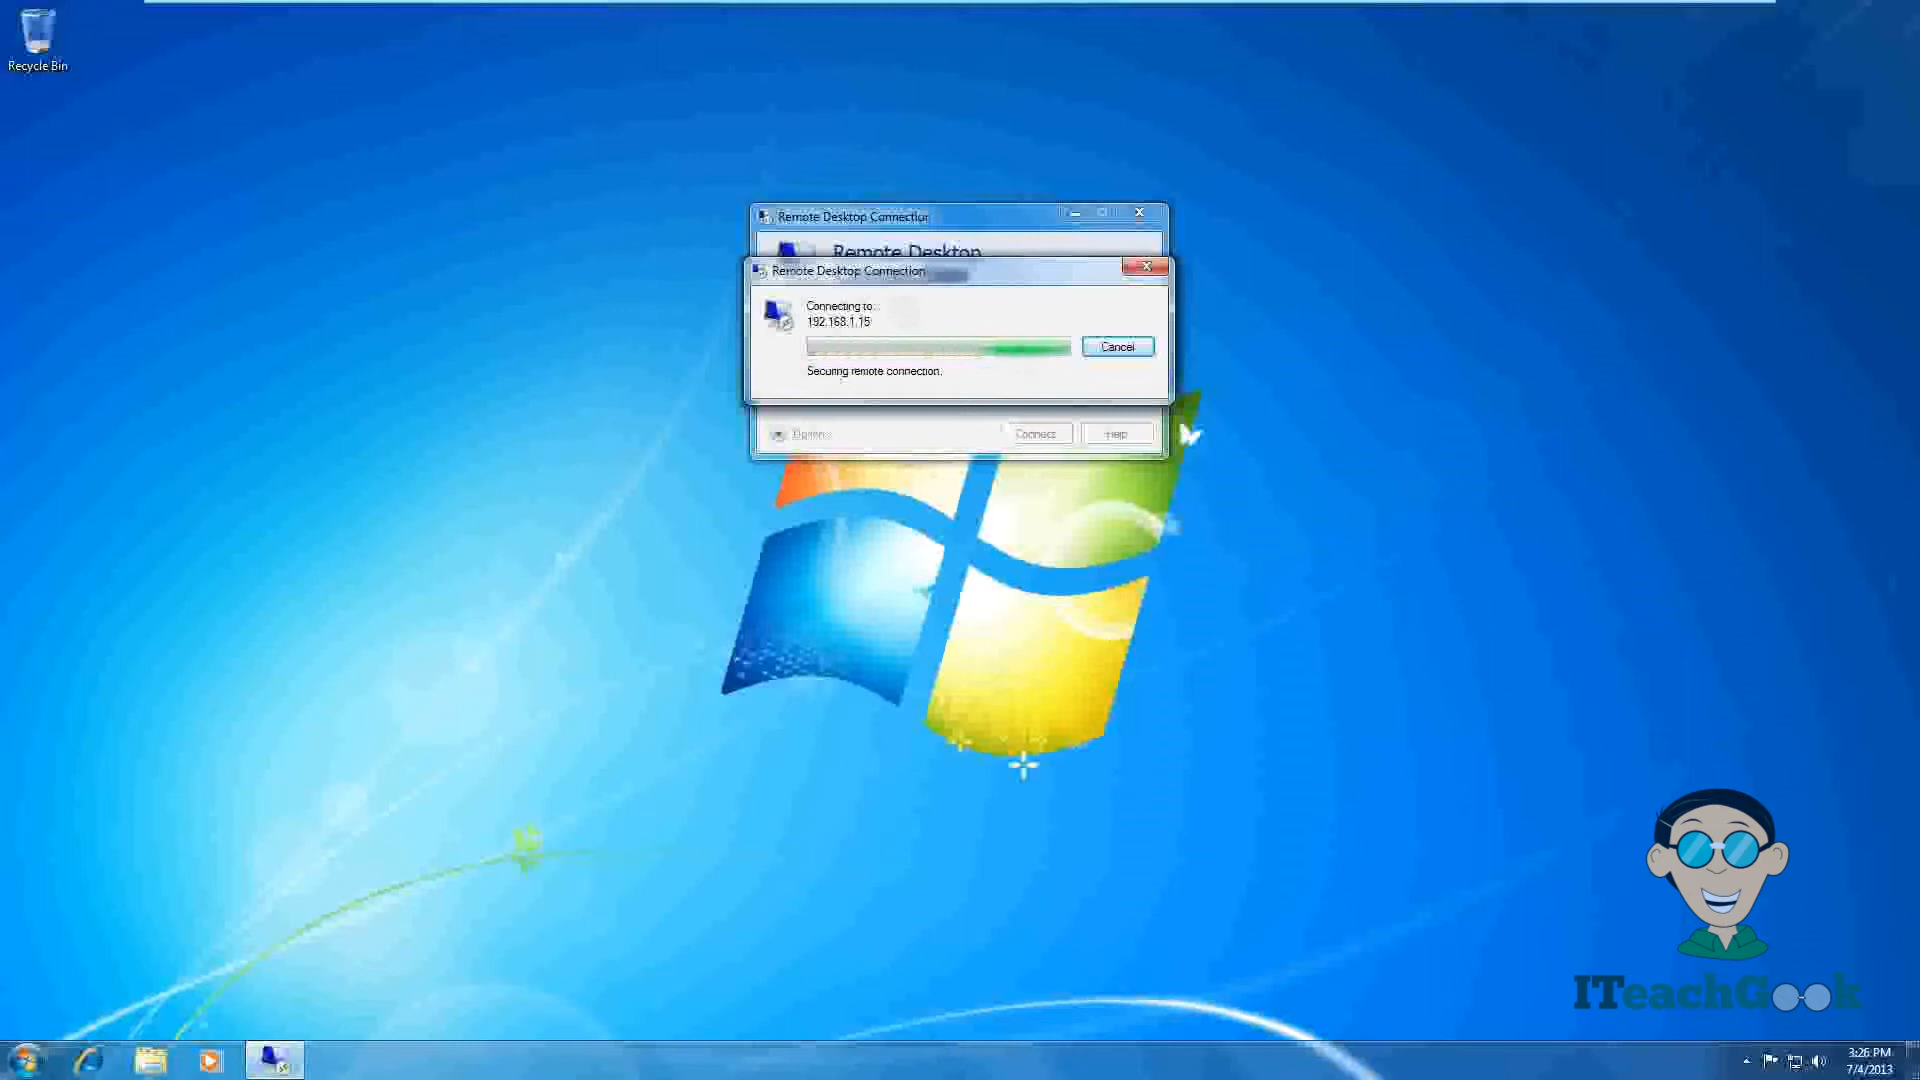 Recycle Bin
Remote Desktop Connection
Remote Desktop
Remote Desktop Connection
Connecting to:
192.168.1.15
Cancel
Securing remote connection.
Options
Connect
Help
ITeachGeek
3:26 PM
7/4/2013